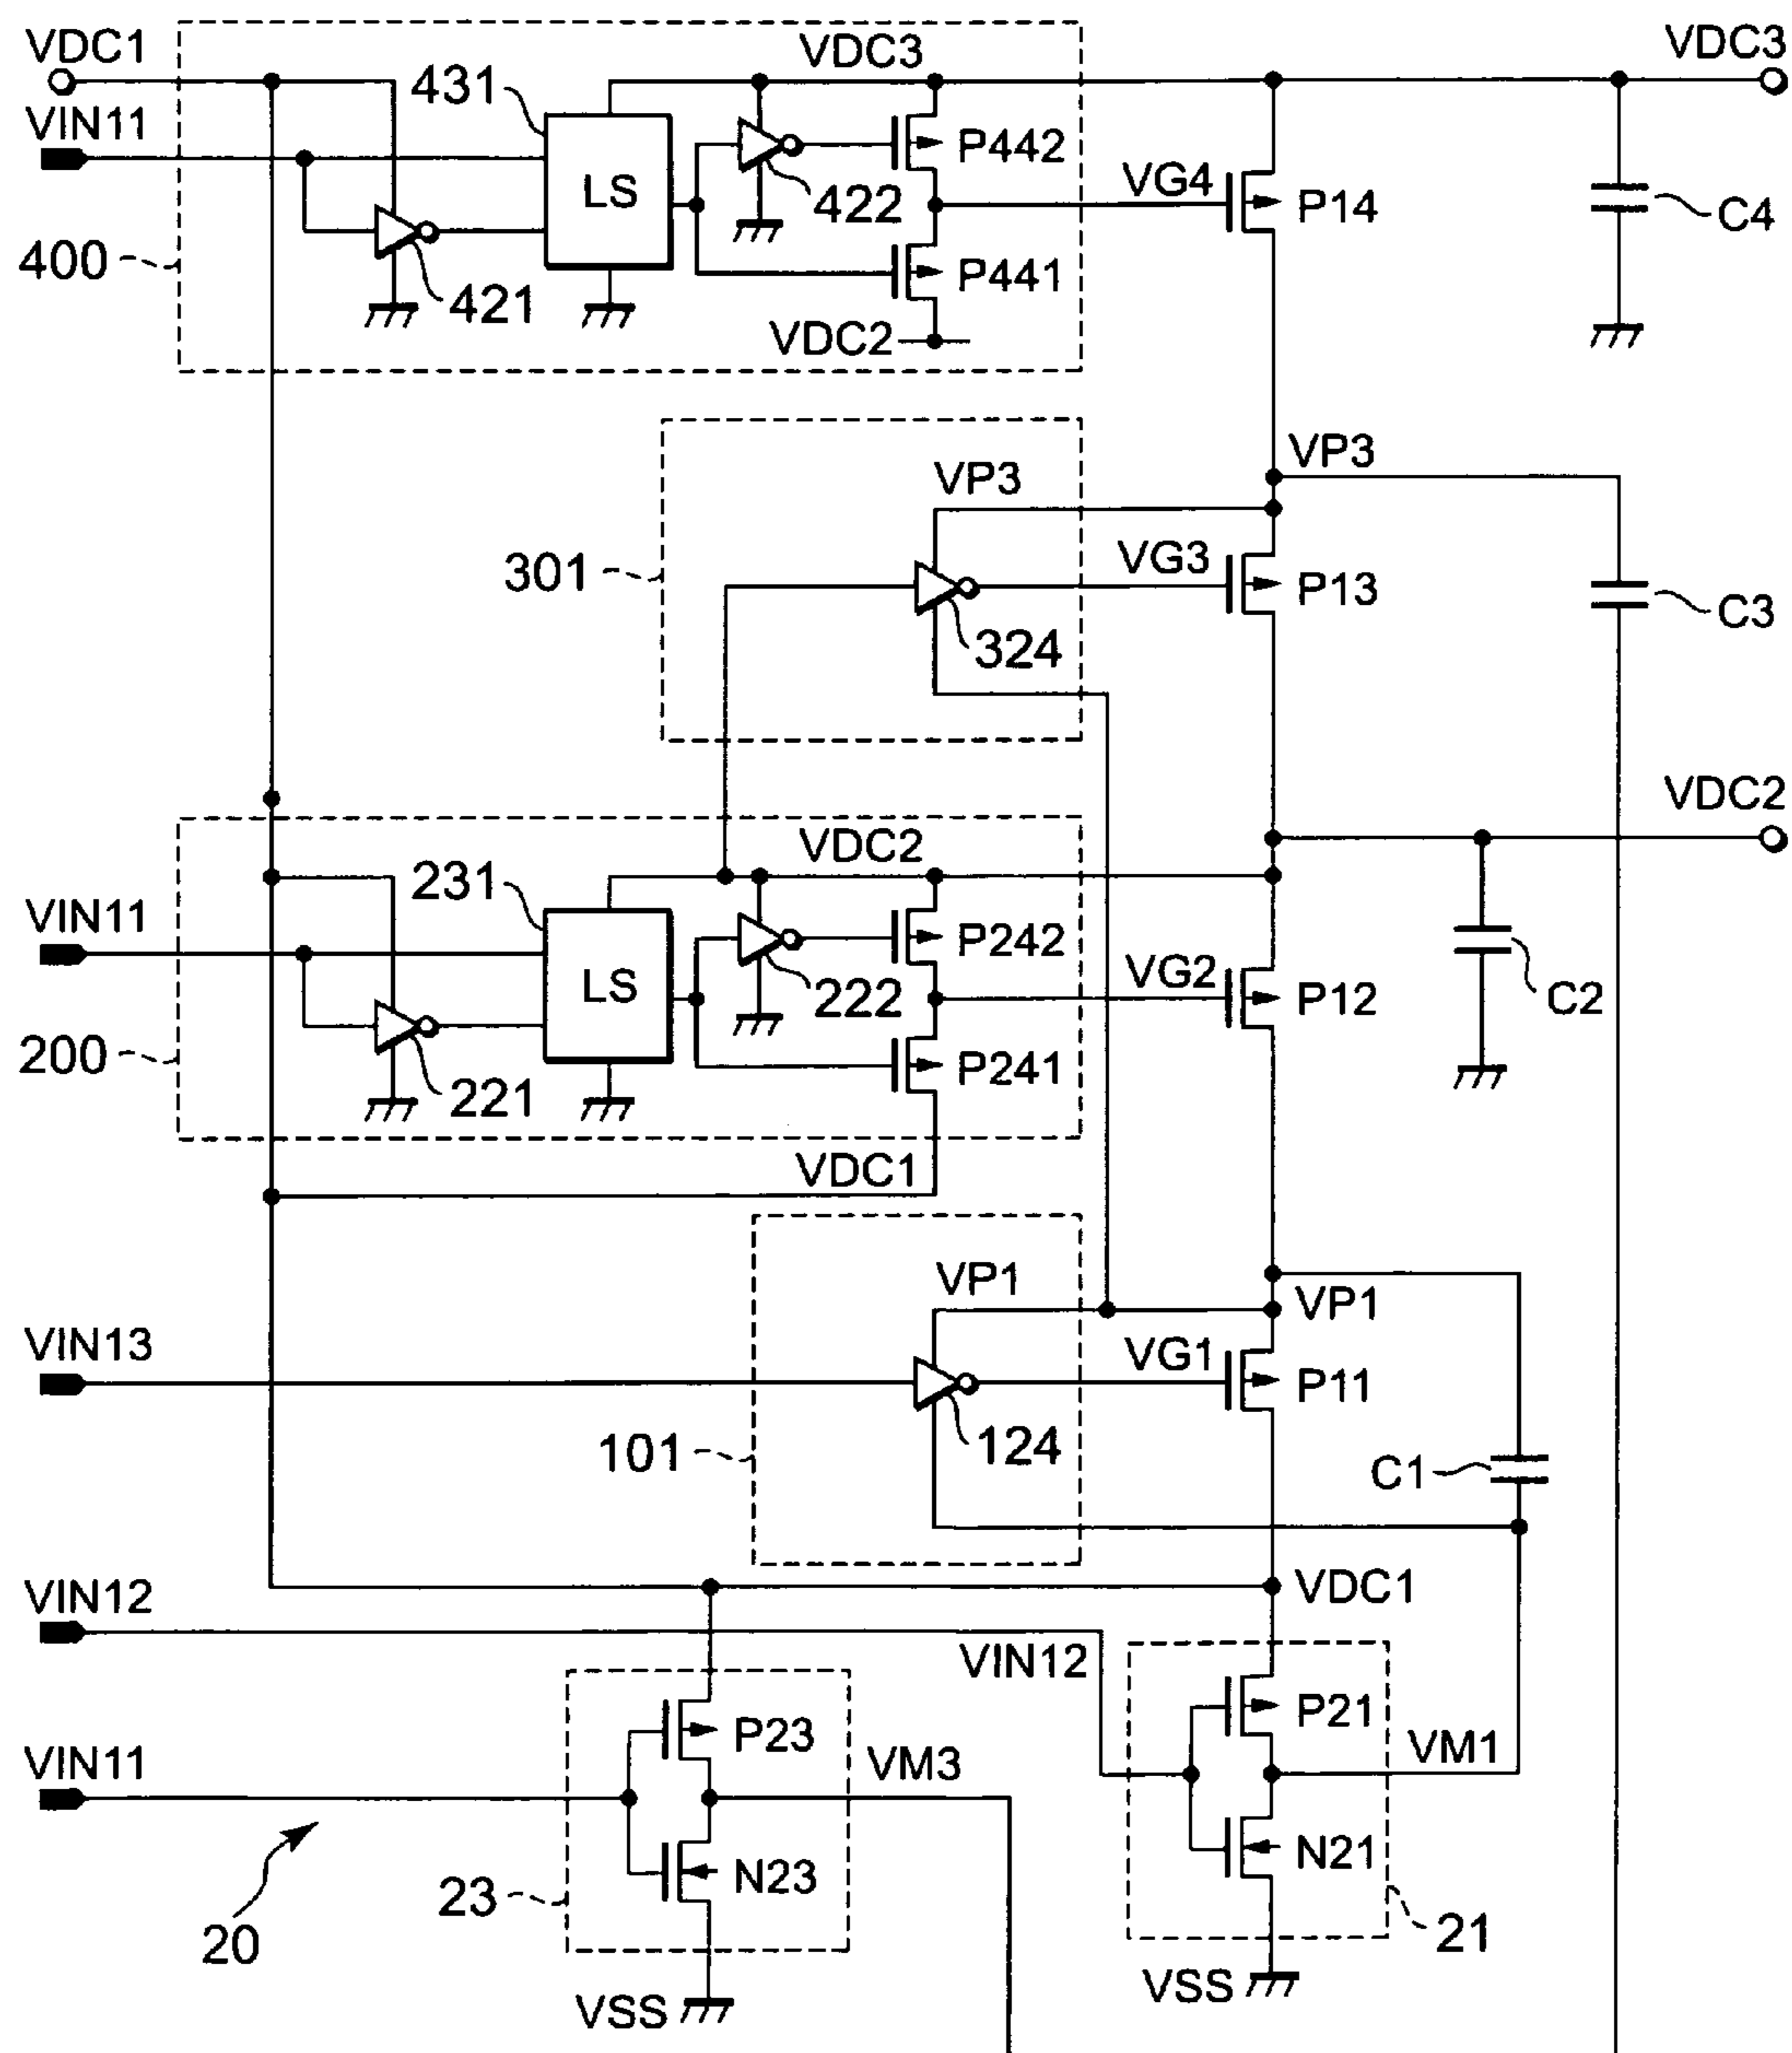 VDC1
VDC3
VDC3
VIN11
431
P442
LS
422
VG4
P14
C4
400
421
P441
VDC2
VP3
VP3
301
VG3
P13
C3
324
VDC2
VDC2
231
VIN11
P242
LS
222
VG2
P12
C2
200
221
P241
VDC1
VP1
VP1
VIN13
VG1
P11
101
124
C1
VIN12
VDC1
VIN12
P21
P23
VM1
VIN11
VM3
N21
N23
23
21
20
VSS
VSS